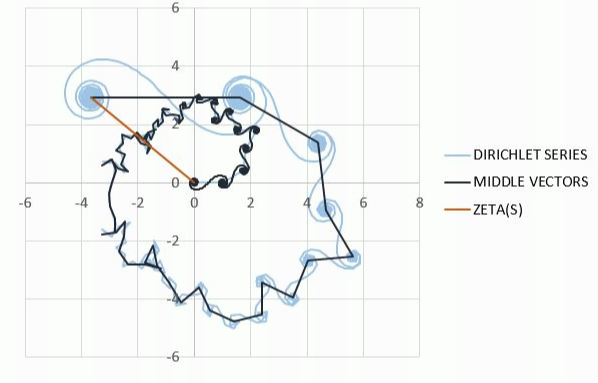 6
4
2
0
-2
-4
-6
-6 -4 -2 0 2 4 6 8
DIRICHLET SERIES
MIDDLE VECTORS
ZETA(S)